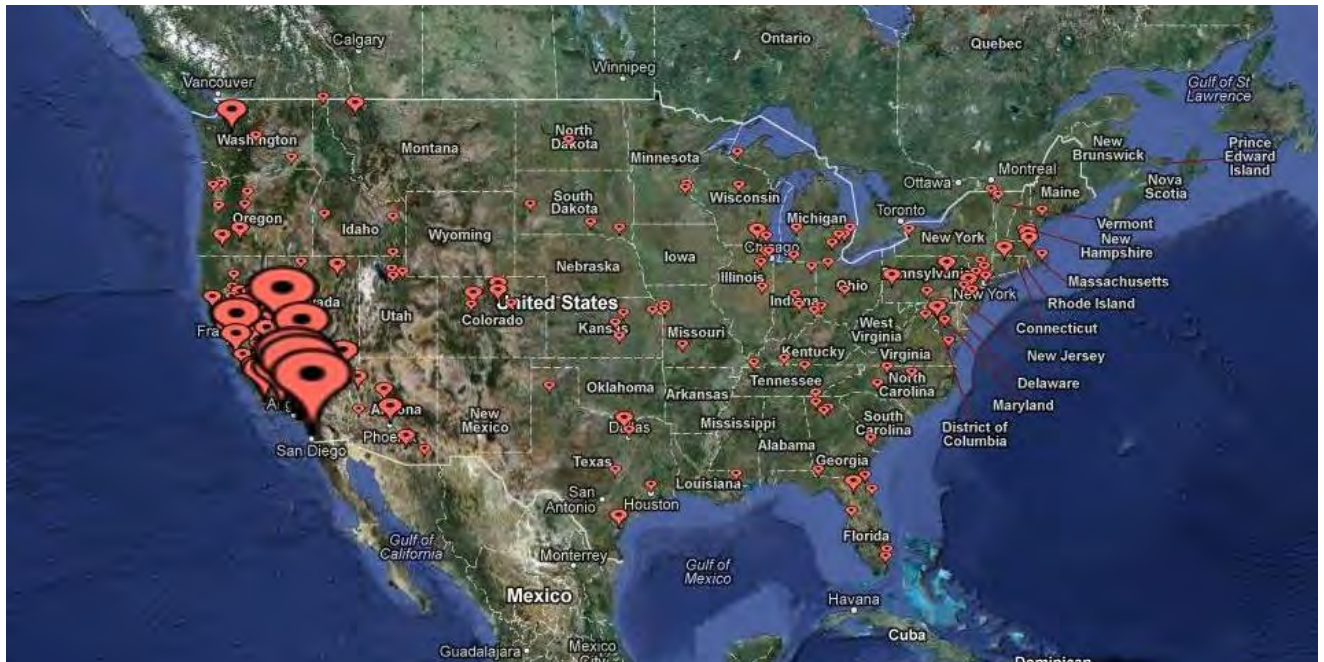 Calgary
Ontario
Quebec
Winnipeg
Vancouver
Gulf of St
Lawrence
Washington
North
Dakota
Montana
Minnesota
New
Brunswick
Prince
Edward
Island
Montreal
Ottawa
Maine
Nova
Scotia
South
Dakota
Wisconsin
Michigan
Toronto
Oregon
Idaho
Wyoming
New York
Vermont
New
Hampshire
Chicago
Iowa
Nebraska
Illinois
Ohio
Pennsylvania
Massachusetts
New York
Rhode Island
United States
Utah
Colorado
Indiana
Connecticut
Kansas
Missouri
West
Virginia
New Jersey
Kentucky
Virginia
Delaware
Oklahoma
Arkansas
Tennessee
North
Carolina
Maryland
Arizona
New
Mexico
Mississippi
South
Carolina
District of
Columbia
Dallas
Alabama
San Diego
Texas
Georgia
Louisiana
San
Antonio
Houston
Florida
Gulf of
California
Monterrey
Gulf of
Mexico
Mexico
Havana
Cuba
Guadalajara
Mexico
City